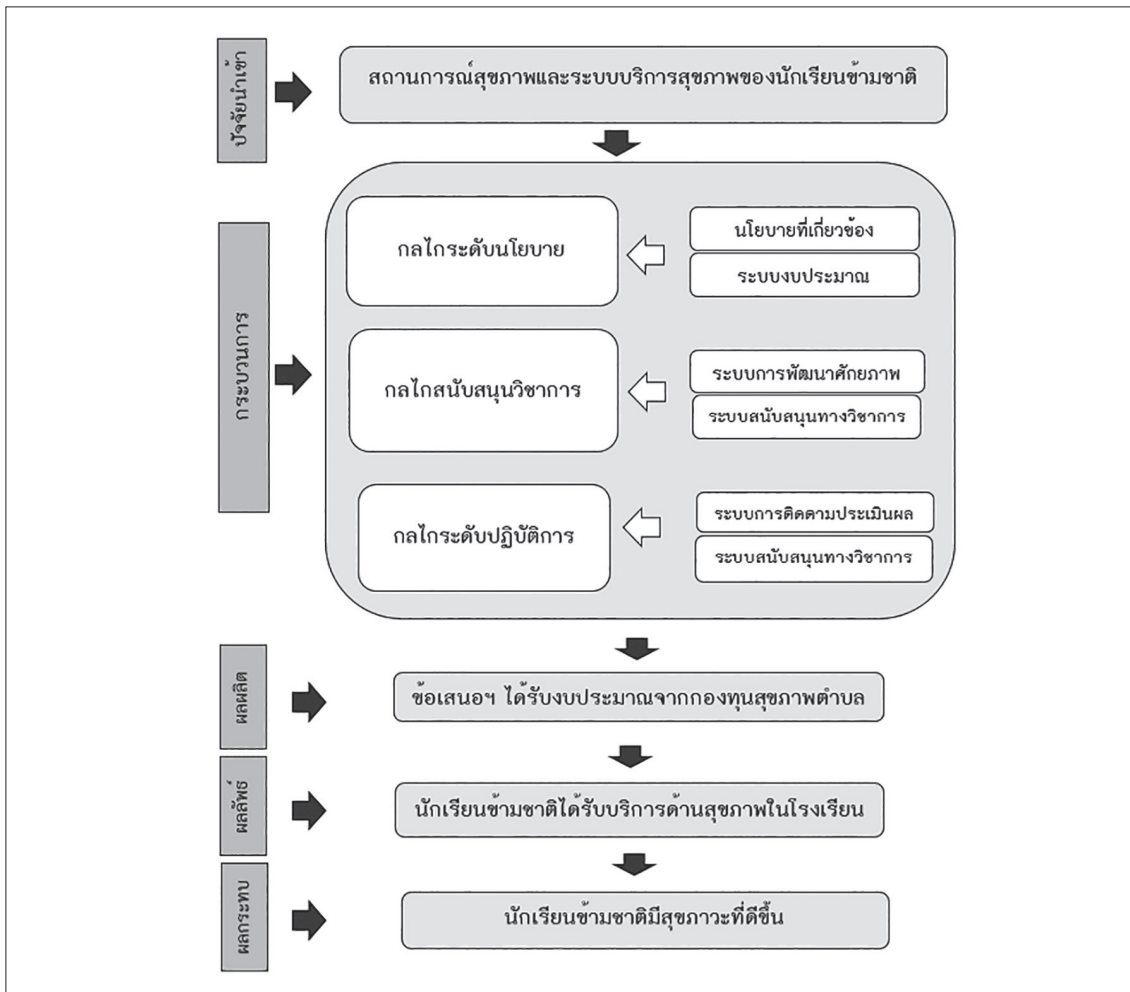 ปัจจัยนำเข้า
สถานการณ์สุขภาพและระบบบริการสุขภาพของนักเรียนข้ามชาติ
กระบวนการ
กลไกระดับนโยบาย
นโยบายที่เกี่ยวข้อง
ระบบงบประมาณ
กลไกสนับสนุนวิชาการ
ระบบการพัฒนาศักยภาพ
ระบบสนับสนุนทางวิชาการ
กลไกระดับปฏิบัติการ
ระบบการติดตามประเมินผล
ระบบสนับสนุนทางวิชาการ
ผลผลิต
ข้อเสนอฯ ได้รับงบประมาณจากกองทุนสุขภาพตำบล
ผลลัพธ์
นักเรียนข้ามชาติได้รับบริการด้านสุขภาพในโรงเรียน
ผลกระทบ
นักเรียนข้ามชาติมีสุขภาวะที่ดีขึ้น